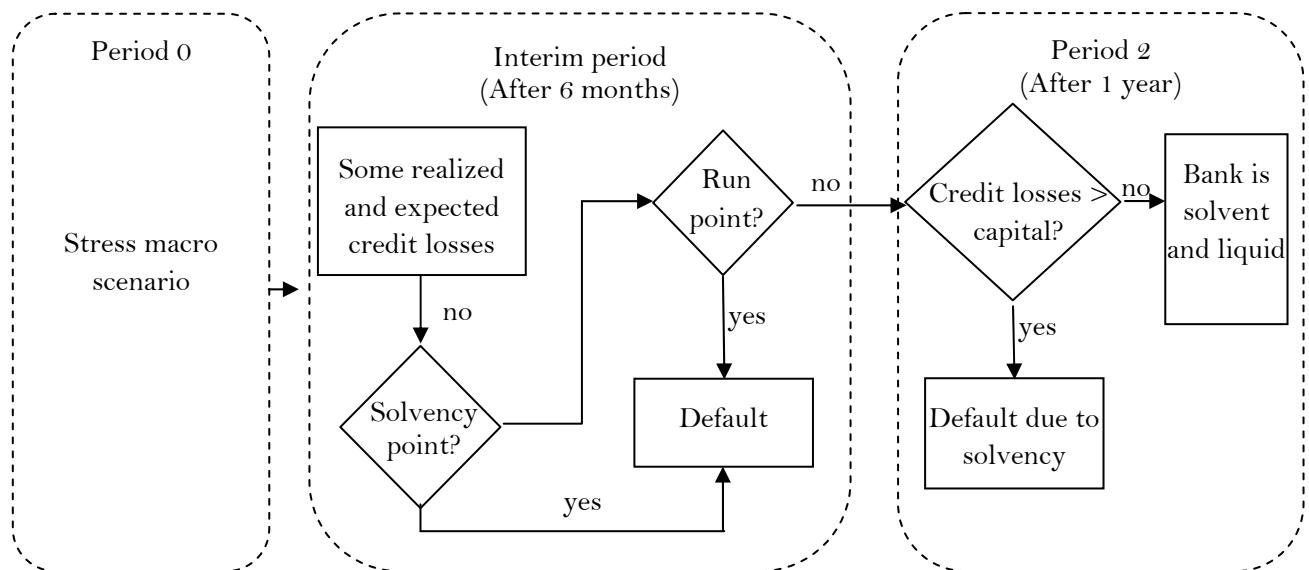 Period 0
Stress macro
scenario
Interim period
(After 6 months)
Some realized
and expected
credit losses
no
Solvency
point?
yes
Run
point?
no
yes
Default
Period 2
(After 1 year)
Credit losses >
capital?
no
Bank is
solvent
and liquid
yes
Default due to
solvency